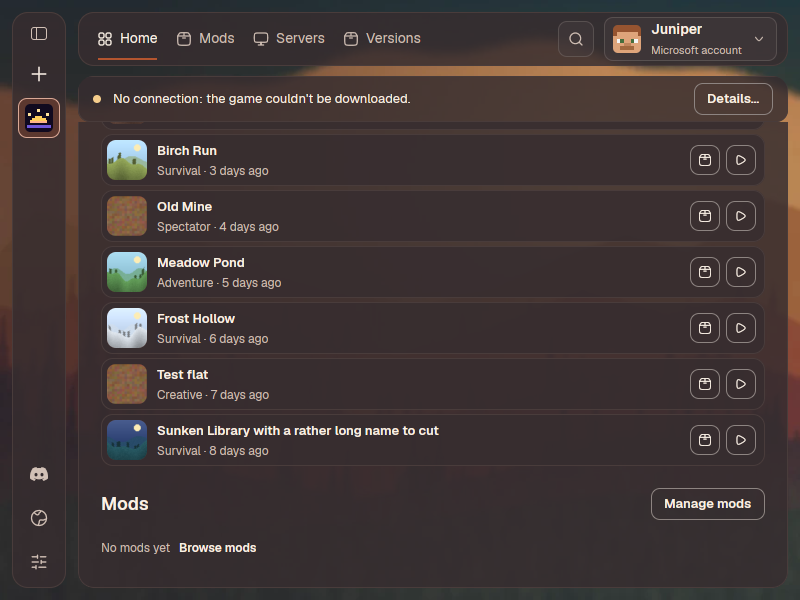 Home
Mods
Servers
Versions
Juniper
Microsoft account
No connection: the game couldn't be downloaded.
Details...
Birch Run
Survival · 3 days ago
Old Mine
Spectator · 4 days ago
Meadow Pond
Adventure · 5 days ago
Frost Hollow
Survival · 6 days ago
Test flat
Creative · 7 days ago
Sunken Library with a rather long name to cut
Survival · 8 days ago
Mods
Manage mods
No mods yet Browse mods